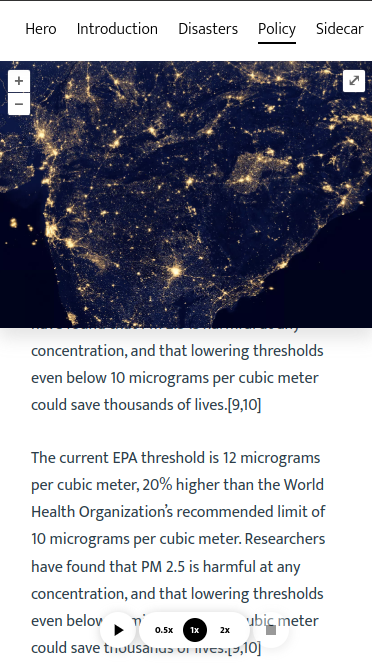 Hero Introduction Disasters Policy Sidecar
+
−
concentration, and that lowering thresholds
even below 10 micrograms per cubic meter
could save thousands of lives.[9,10]
The current EPA threshold is 12 micrograms
per cubic meter, 20% higher than the World
Health Organization’s recommended limit of
10 micrograms per cubic meter. Researchers
have found that PM 2.5 is harmful at any
concentration, and that lowering thresholds
even below cubic meter
0.5x 1x 2x
could save thousands of lives.[9,10]